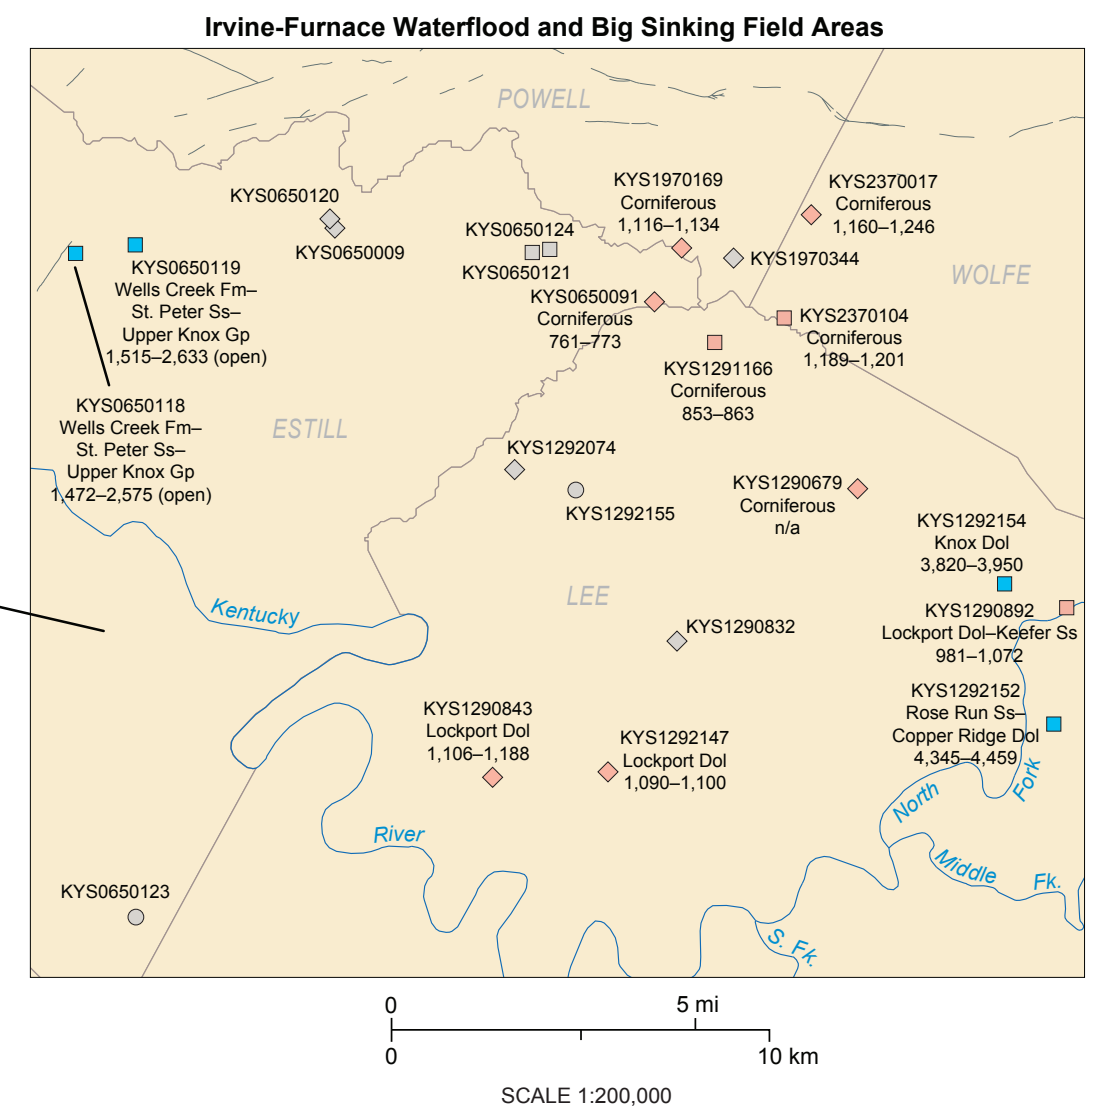 Irvine-Furnace Waterflood and Big Sinking Field Areas
POWELL
KYS0650120
KYS0650009
KYS0650124
KYS0650121
KYS1970169
Corniferous
1,116–1,134
KYS2370017
Corniferous
1,160–1,246
KYS1970344
WOLFE
KYS0650119
Wells Creek Fm–
St. Peter Ss–
Upper Knox Gp
1,515–2,633 (open)
KYS0650091
Corniferous
761–773
KYS2370104
Corniferous
1,189–1,201
KYS1291166
Corniferous
853–863
KYS0650118
Wells Creek Fm–
St. Peter Ss–
Upper Knox Gp
1,472–2,575 (open)
ESTILL
KYS1292074
KYS1292155
KYS1290679
Corniferous
n/a
KYS1292154
Knox Dol
3,820–3,950
LEE
Kentucky
KYS1290892
Lockport Dol–Keefer Ss
981–1,072
KYS1290832
KYS1292152
Rose Run Ss–
Copper Ridge Dol
4,345–4,459
KYS1290843
Lockport Dol
1,106–1,188
KYS1292147
Lockport Dol
1,090–1,100
North
Fork
River
Middle
Fk.
KYS0650123
S. Fk.
0
5 mi
0
10 km
SCALE 1:200,000